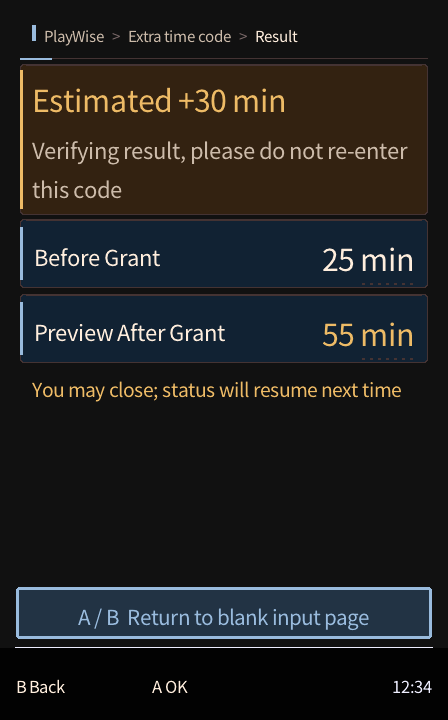 PlayWise > Extra time code > Result
Estimated +30 min
Verifying result, please do not re-enter
this code
Before Grant 25 min
Preview After Grant 55 min
You may close; status will resume next time
A / B Return to blank input page
B Back A OK 12:34